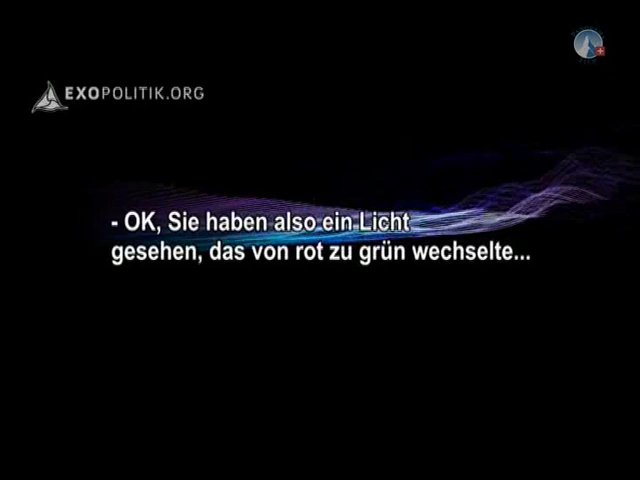 EXOPOLITIK.ORG
- OK, Sie haben also ein Licht
gesehen, das von rot zu grün wechselte...